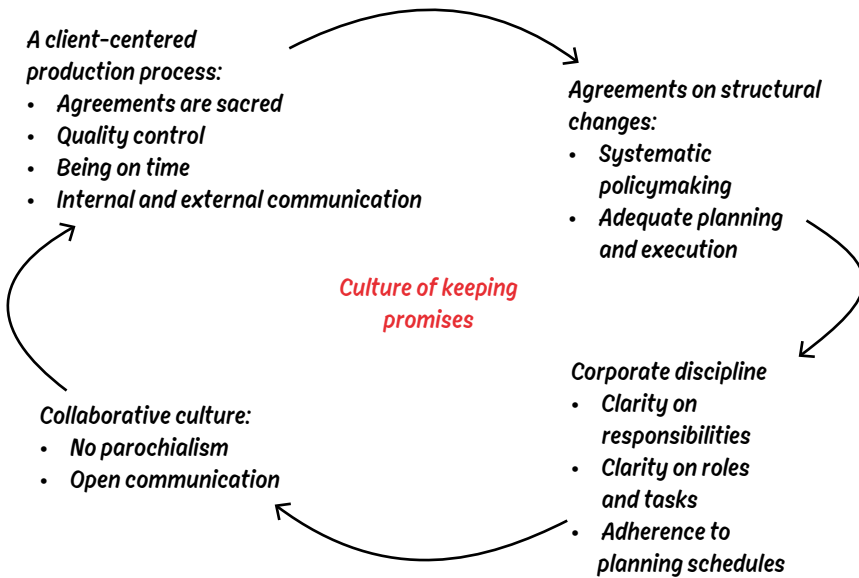 A client-centered
production process:
• Agreements are sacred
• Quality control
• Being on time
• Internal and external communication
Agreements on structural
changes:
• Systematic
policymaking
• Adequate planning
and execution
Culture of keeping
promises
Corporate discipline
• Clarity on
responsibilities
• Clarity on roles
and tasks
• Adherence to
planning schedules
Collaborative culture:
• No parochialism
• Open communication